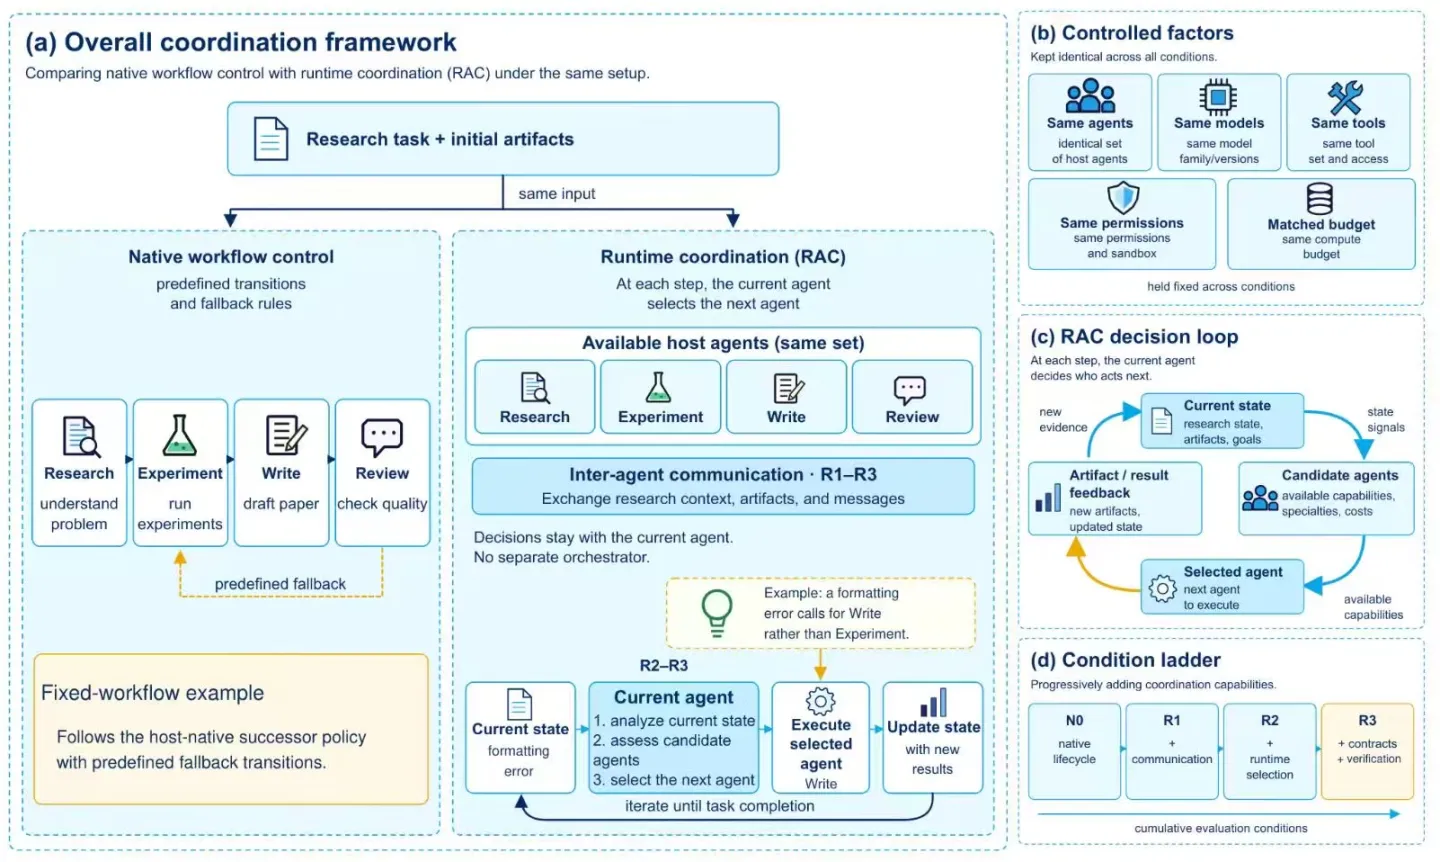 (a) Overall coordination framework
Comparing native workflow control with runtime coordination (RAC) under the same setup.
Research task + initial artifacts
same input
Native workflow control
predefined transitions
and fallback rules
Research
understand
problem
Experiment
run
experiments
Write
draft paper
Review
check quality
predefined fallback
Fixed-workflow example
Follows the host-native successor policy
with predefined fallback transitions.
Runtime coordination (RAC)
At each step, the current agent
selects the next agent
Available host agents (same set)
Research
Experiment
Write
Review
Inter-agent communication · R1–R3
Exchange research context, artifacts, and messages
Decisions stay with the current agent.
No separate orchestrator.
Example: a formatting
error calls for Write
rather than Experiment.
R2–R3
Current state
formatting
error
Current agent
1. analyze current state
2. assess candidate
agents
3. select the next agent
Execute
selected
agent
Write
Update state
with new
results
iterate until task completion
(b) Controlled factors
Kept identical across all conditions.
Same agents
identical set
of host agents
Same models
same model
family/versions
Same tools
same tool
set and access
Same permissions
same permissions
and sandbox
Matched budget
same compute
budget
held fixed across conditions
(c) RAC decision loop
At each step, the current agent
decides who acts next.
new
evidence
Current state
research state,
artifacts, goals
state
signals
Artifact / result
feedback
new artifacts,
updated state
Candidate agents
available capabilities,
specialties, costs
Selected agent
next agent
to execute
available
capabilities
(d) Condition ladder
Progressively adding coordination capabilities.
N0
native
lifecycle
R1
+
communication
R2
+
runtime
selection
R3
+ contracts
+ verification
cumulative evaluation conditions